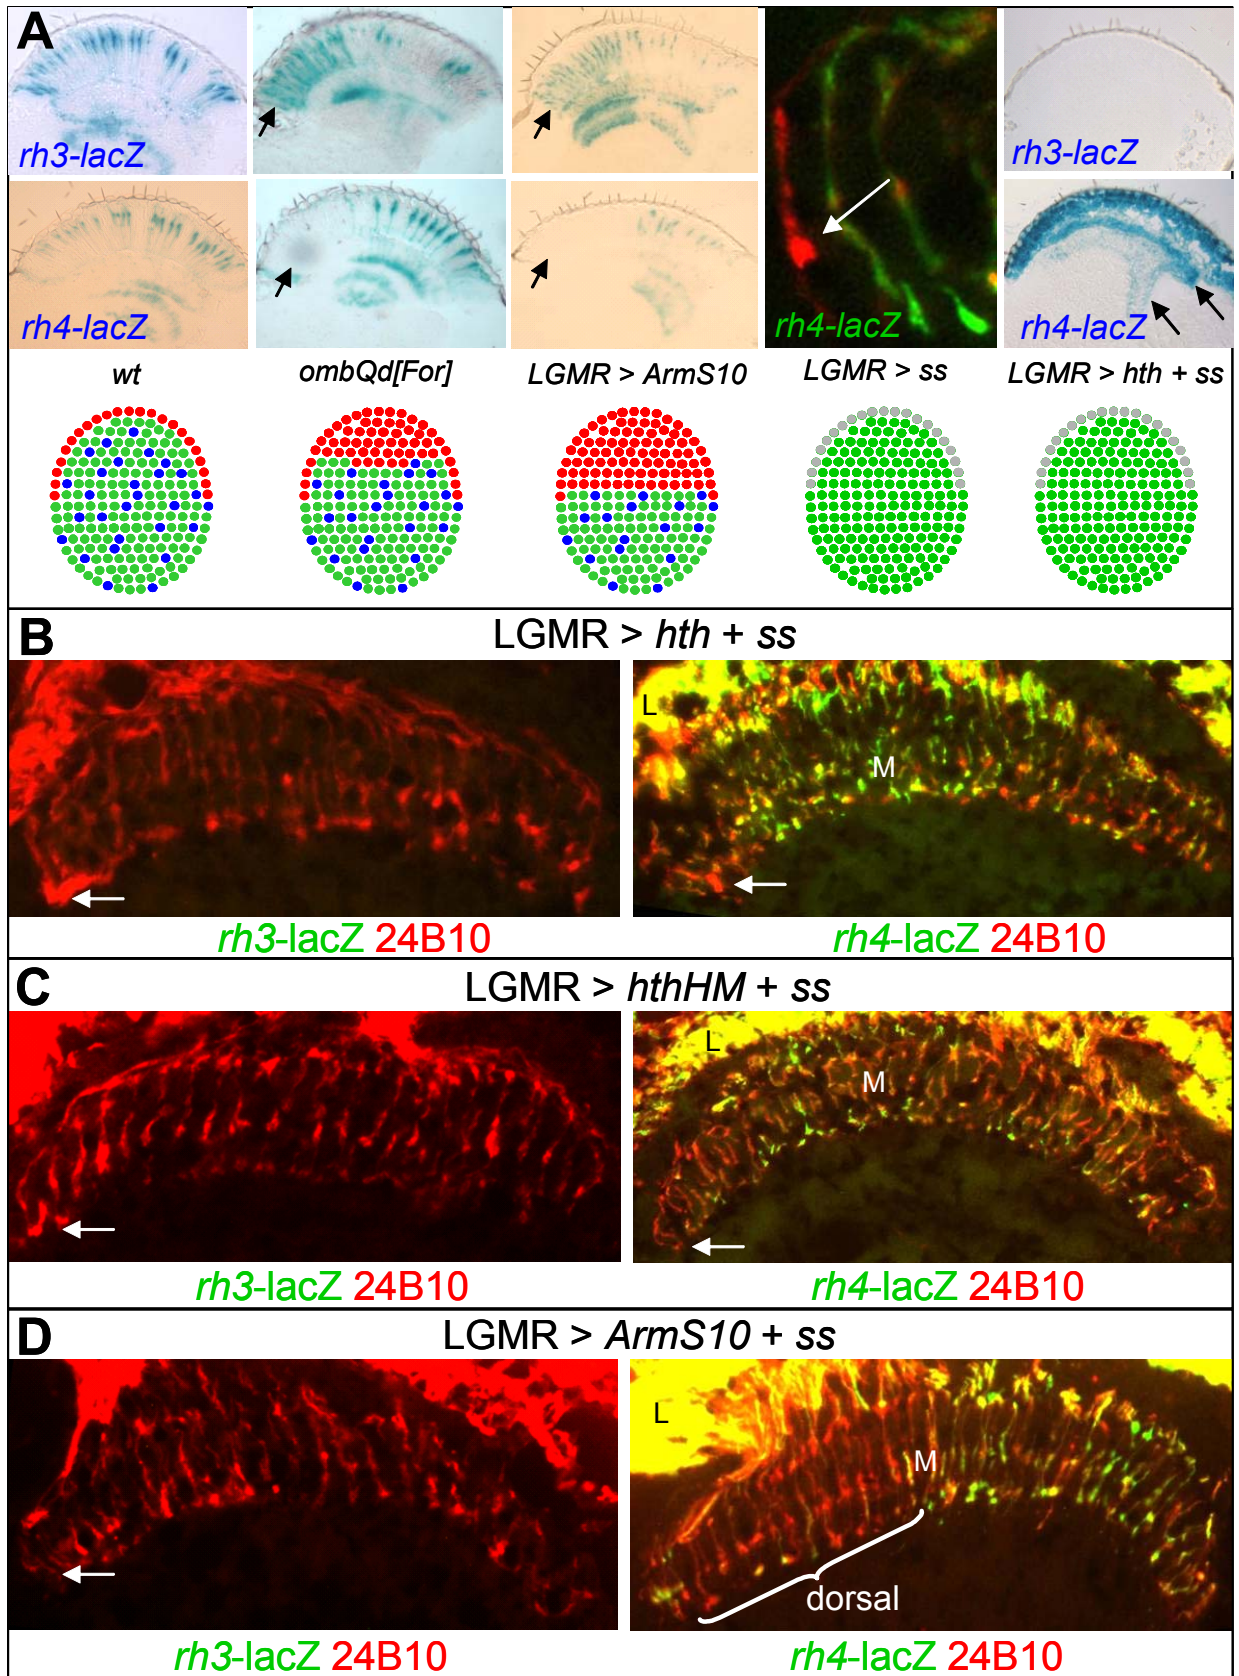 A
rh3-lacZ
rh3-lacZ
rh4-lacZ
rh4-lacZ
rh4-lacZ
wt
ombQd[For]
LGMR > ArmS10
LGMR > ss
LGMR > hth + ss
B
LGMR > hth + ss
L
M
rh3-lacZ 24B10
rh4-lacZ 24B10
C
LGMR > hthHM + ss
L
M
rh3-lacZ 24B10
rh4-lacZ 24B10
D
LGMR > ArmS10 + ss
L
M
dorsal
rh3-lacZ 24B10
rh4-lacZ 24B10